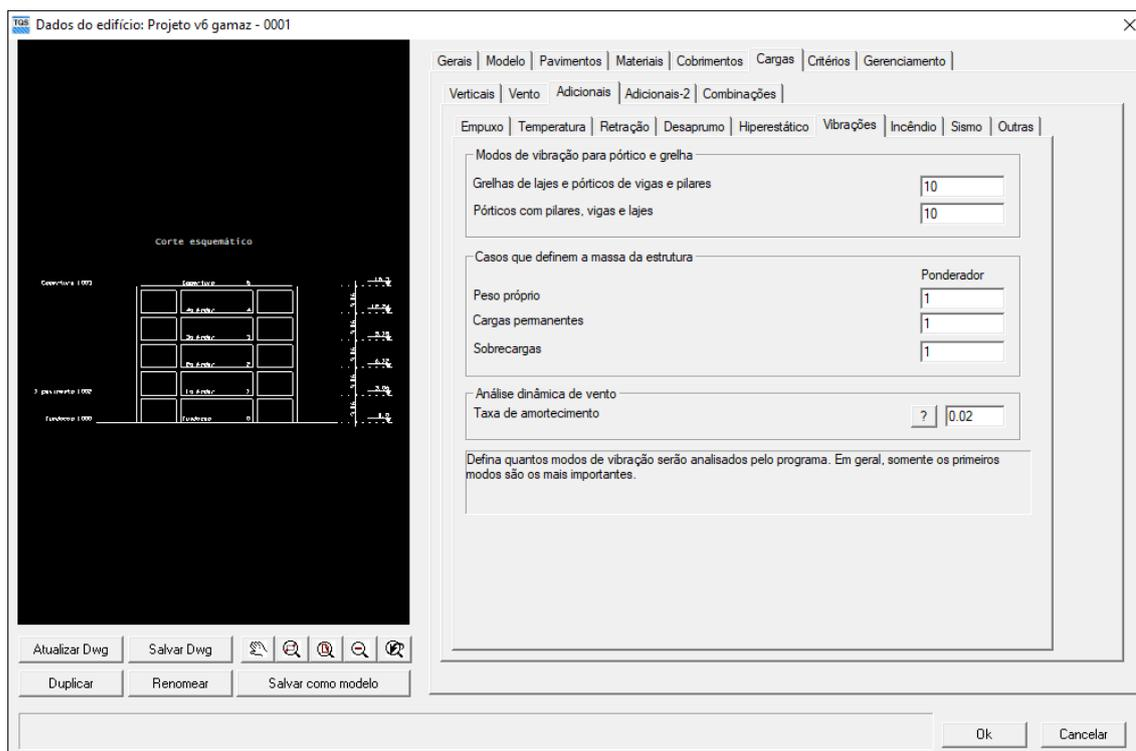 TQS Dados do edifício: Projeto v6 gamaz - 0001
Gerais Modelo Pavimentos Materiais Cobrimentos Cargas Critérios Gerenciamento
Verticais Vento Adicionais Adicionais-2 Combinações
Empuxo Temperatura Retração Desaprumo Hiperestático Vibrações Incêndio Sismo Outras
Modos de vibração para pórtico e grelha
Grelhas de lajes e pórticos de vigas e pilares 10
Pórticos com pilares, vigas e lajes 10
Casos que definem a massa da estrutura
Ponderador
Peso próprio 1
Cargas permanentes 1
Sobrecargas 1
Análise dinâmica de vento
Taxa de amortecimento ? 0.02
Defina quantos modos de vibração serão analisados pelo programa. Em geral, somente os primeiros
modos são os mais importantes.
Corte esquemático
Atualizar Dwg Salvar Dwg
Duplicar Renomear Salvar como modelo
Ok Cancelar